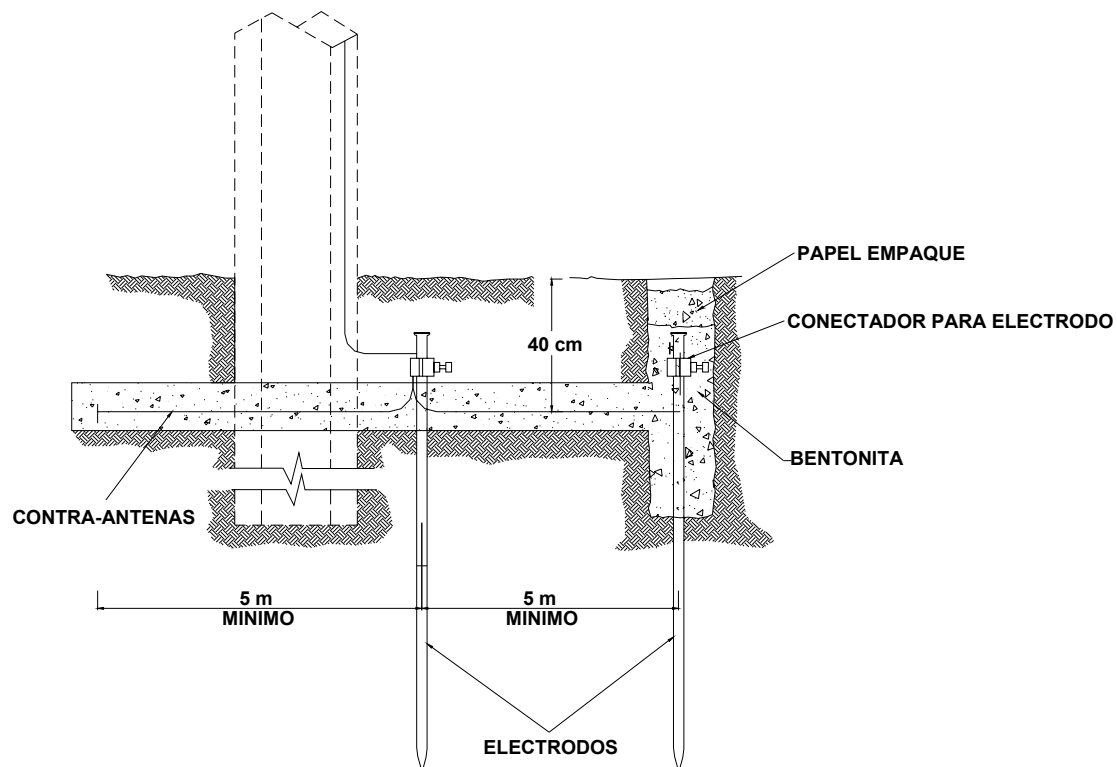 PAPEL EMPAQUE
CONECTADOR PARA ELECTRODO
40 cm
BENTONITA
CONTRA-ANTENAS
5 m
MINIMO
5 m
MINIMO
ELECTRODOS